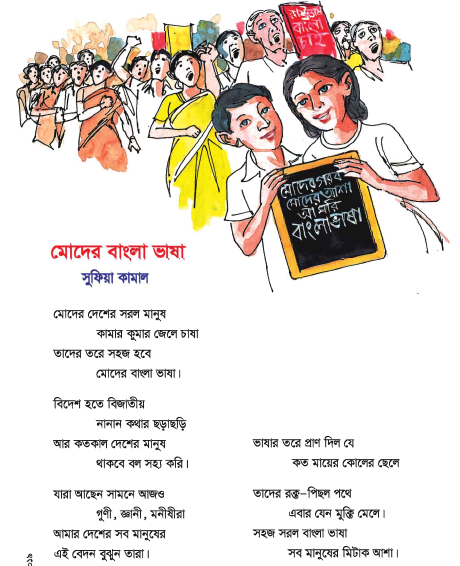 রাষ্ট্রভাষা
বাংলা
চাই
মোদের গরব
মোদের আশা
আ মরি
বাংলা ভাষা
মোদের বাংলা ভাষা
সুফিয়া কামাল
মোদের দেশের সরল মানুষ
কামার কুমার জেলে চাষা
তাদের তরে সহজ হবে
মোদের বাংলা ভাষা।
বিদেশ হতে বিজাতীয়
নানান কথার ছড়াছড়ি
আর কতকাল দেশের মানুষ
থাকবে বল সহ্য করি।
যারা আছেন সামনে আজও
গুণী, জ্ঞানী, মনীষীরা
আমার দেশের সব মানুষের
এই বেদন বুঝুন তারা।
ভাষার তরে প্রাণ দিল যে
কত মায়ের কোলের ছেলে
তাদের রক্ত-পিছল পথে
এবার যেন মুক্তি মেলে।
সহজ সরল বাংলা ভাষা
সব মানুষের মিটাক আশা।